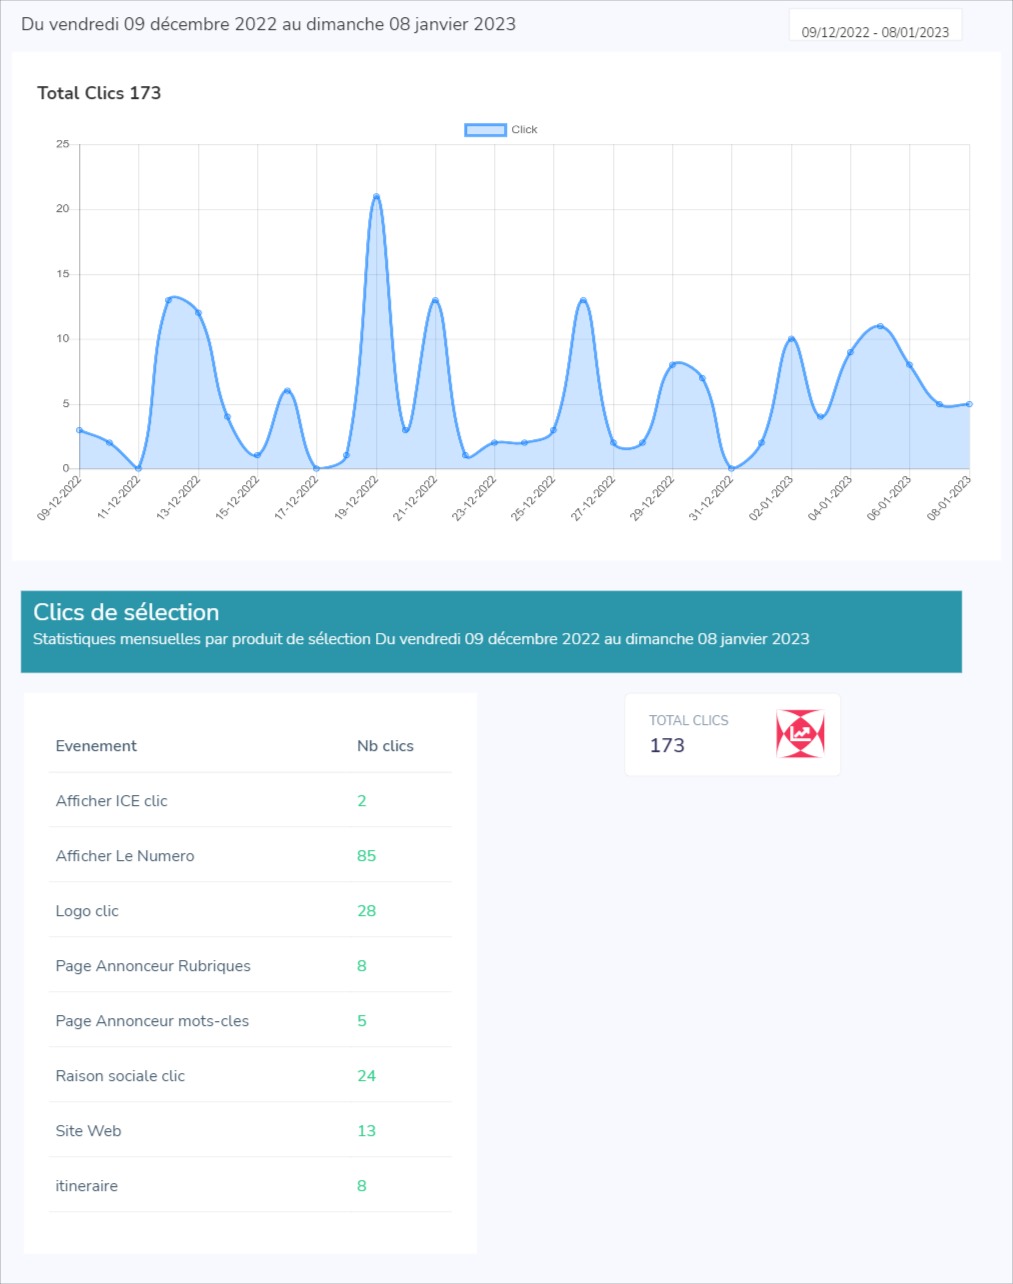 Du vendredi 09 décembre 2022 au dimanche 08 janvier 2023
09/12/2022 - 08/01/2023
Total Clics 173
Click
25
20
15
10
5
0
09-12-2022
11-12-2022
13-12-2022
15-12-2022
17-12-2022
19-12-2022
21-12-2022
23-12-2022
25-12-2022
27-12-2022
29-12-2022
31-12-2022
02-01-2023
04-01-2023
06-01-2023
08-01-2023
Clics de sélection
Statistiques mensuelles par produit de sélection Du vendredi 09 décembre 2022 au dimanche 08 janvier 2023
TOTAL CLICS
173
Evenement Nb clics
Afficher ICE clic 2
Afficher Le Numero 85
Logo clic 28
Page Annonceur Rubriques 8
Page Annonceur mots-cles 5
Raison sociale clic 24
Site Web 13
itineraire 8